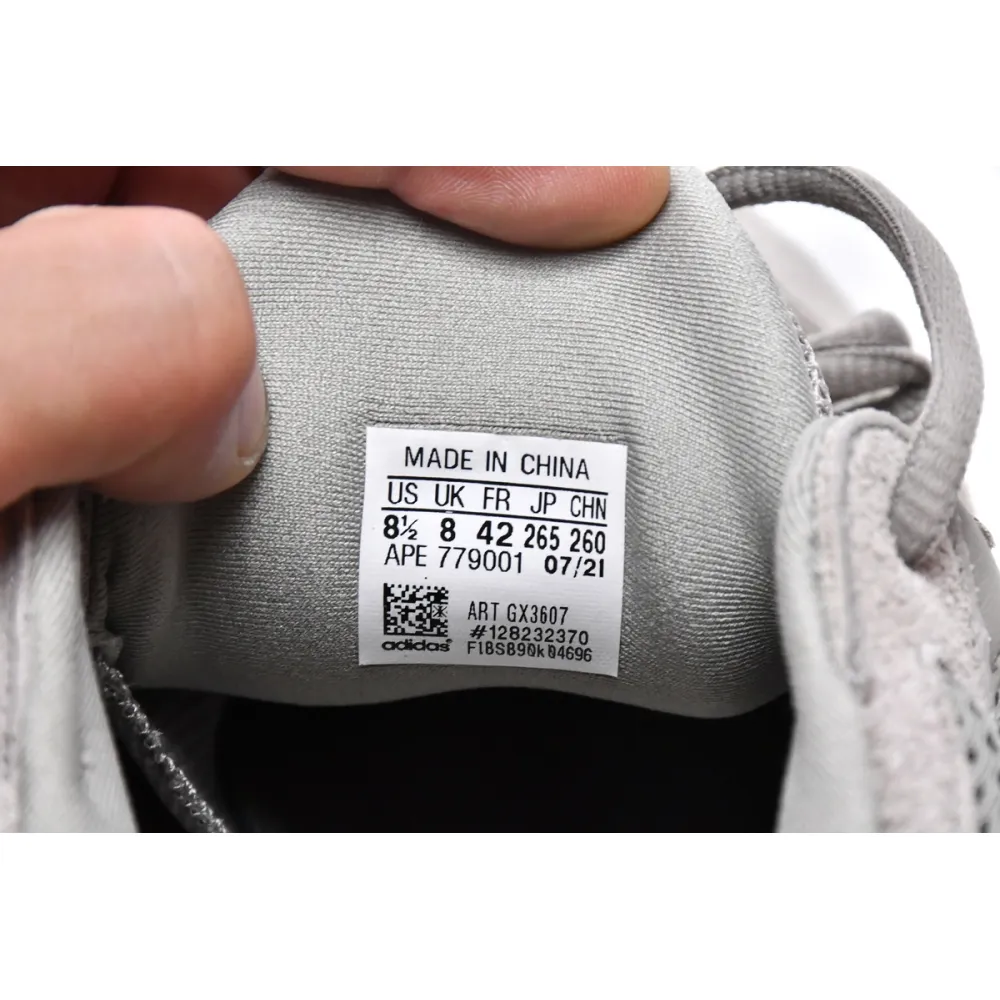 MADE IN CHINA
US UK FR JP CHN
8½ 8 42 265 260
APE 779001 07/21
ART GX3607
#128232370
adidas F18S890k04696